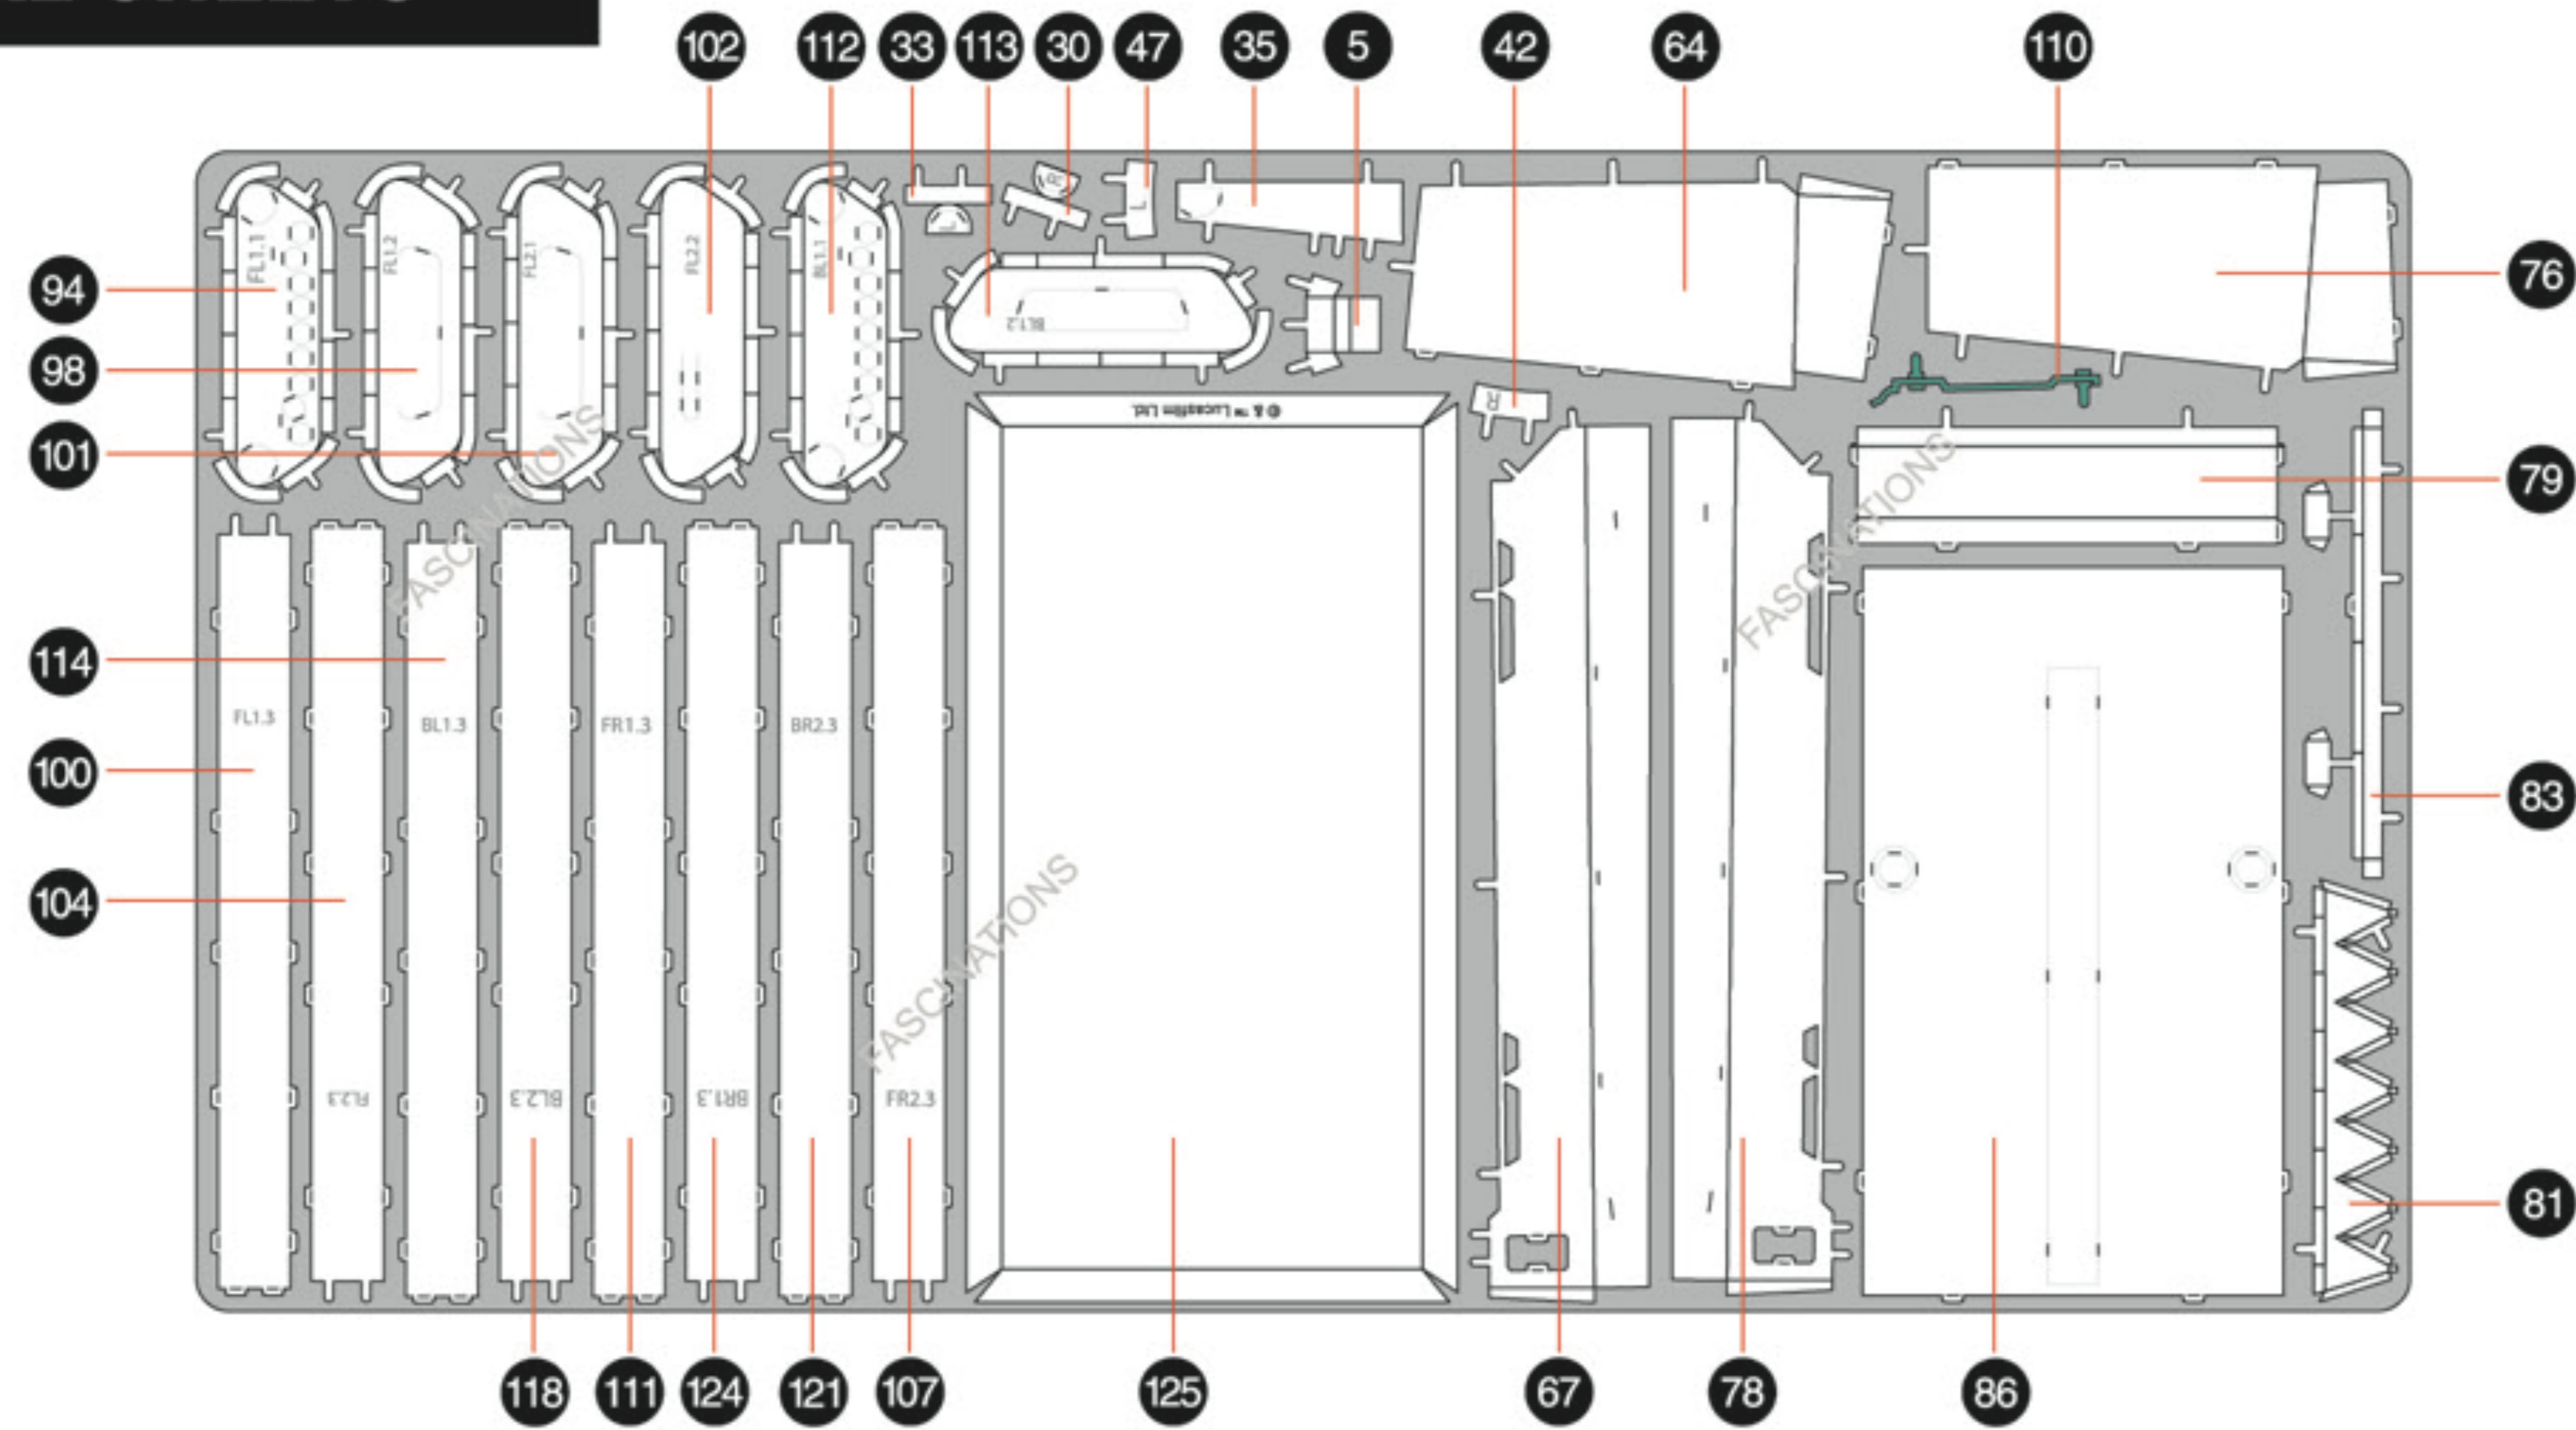 102 112 33 113 30 47 35 5 42 64 110
94
98
101
114
100
104
76
79
83
81
118 111 124 121 107 125 67 78 86
FL1.1
FL1.2
FL2.1
FL2.2
BL1.1
L
R
L
BL1.2
R
© & ™ Lucasfilm Ltd.
FL1.3
BL1.3
FR1.3
BR2.3
FL2.3
BL2.3
BR1.3
FR2.3
FASCINATIONS
FASCINATIONS
FASCINATIONS